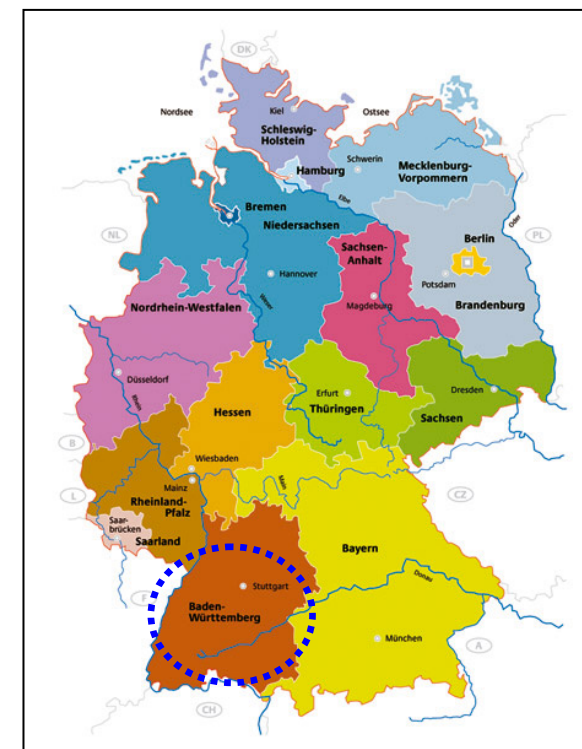 DK
Nordsee
Kiel
Ostsee
Schleswig-
Holstein
Hamburg
Schwerin
Mecklenburg-
Vorpommern
Elbe
Oder
NL
PL
Bremen
Niedersachsen
Sachsen-
Anhalt
Berlin
Hannover
Potsdam
Brandenburg
Weser
Magdeburg
Nordrhein-Westfalen
Düsseldorf
Rhein
Hessen
Erfurt
Thüringen
Dresden
Sachsen
B
Wiesbaden
Mainz
Main
L
Rheinland-
Pfalz
CZ
Saar-
brücken
Saarland
Bayern
F
Stuttgart
Donau
Baden-
Württemberg
München
A
CH